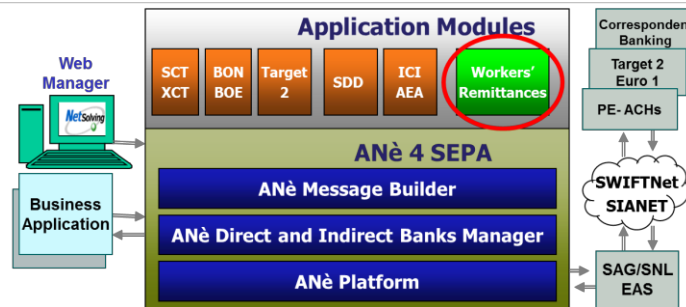 Application Modules
Web
Manager
NetSolving
Business
Application
SCT
XCT
BON
BOE
Target
2
SDD
ICI
AEA
Workers'
Remittances
ANè 4 SEPA
ANè Message Builder
ANè Direct and Indirect Banks Manager
ANè Platform
Corresponden
Banking
Target 2
Euro 1
PE- ACHs
SWIFTNet
SIANET
SAG/SNL
EAS